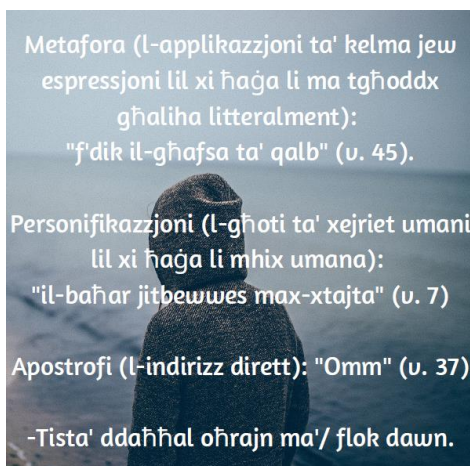 Metafora (l-applikazzjoni ta' kelma jew
espressjoni lil xi ħaġa li ma tgħoddx
għaliha litteralment):
"f'dik il-għafsa ta' qalb" (v. 45).
Personifikazzjoni (l-għoti ta' xejriet umani
lil xi ħaġa li mhix umana):
"il-baħar jitbewwes max-xtajta" (v. 7)
Apostrofi (l-indirizz dirett): "Omm" (v. 37)
-Tista' ddaħħal oħrajn ma'/ flok dawn.